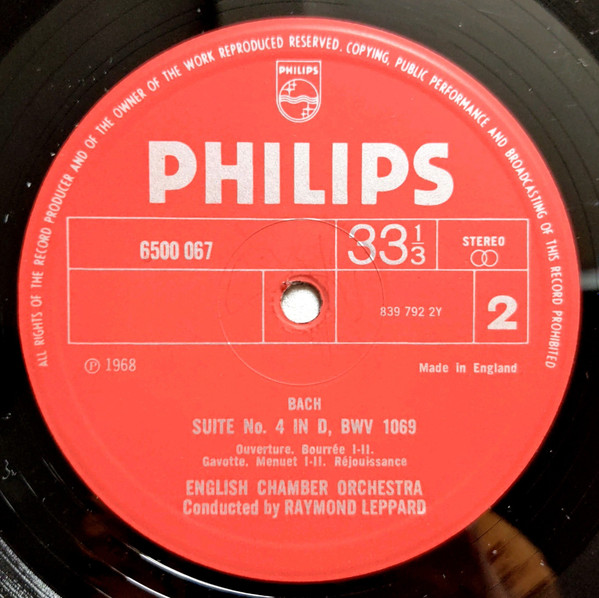 ALL RIGHTS OF THE RECORD PRODUCER AND OF THE OWNER OF THE WORK REPRODUCED RESERVED. COPYING, PUBLIC PERFORMANCE AND BROADCASTING OF THIS RECORD PROHIBITED
PHILIPS
PHILIPS
6500 067
33 1/3
STEREO
839 792 2Y
2
Ⓟ 1968
Made in England
BACH
SUITE No. 4 IN D, BWV 1069
Ouverture. Bourrée I-II.
Gavotte. Menuet I-II. Réjouissance
ENGLISH CHAMBER ORCHESTRA
Conducted by RAYMOND LEPPARD